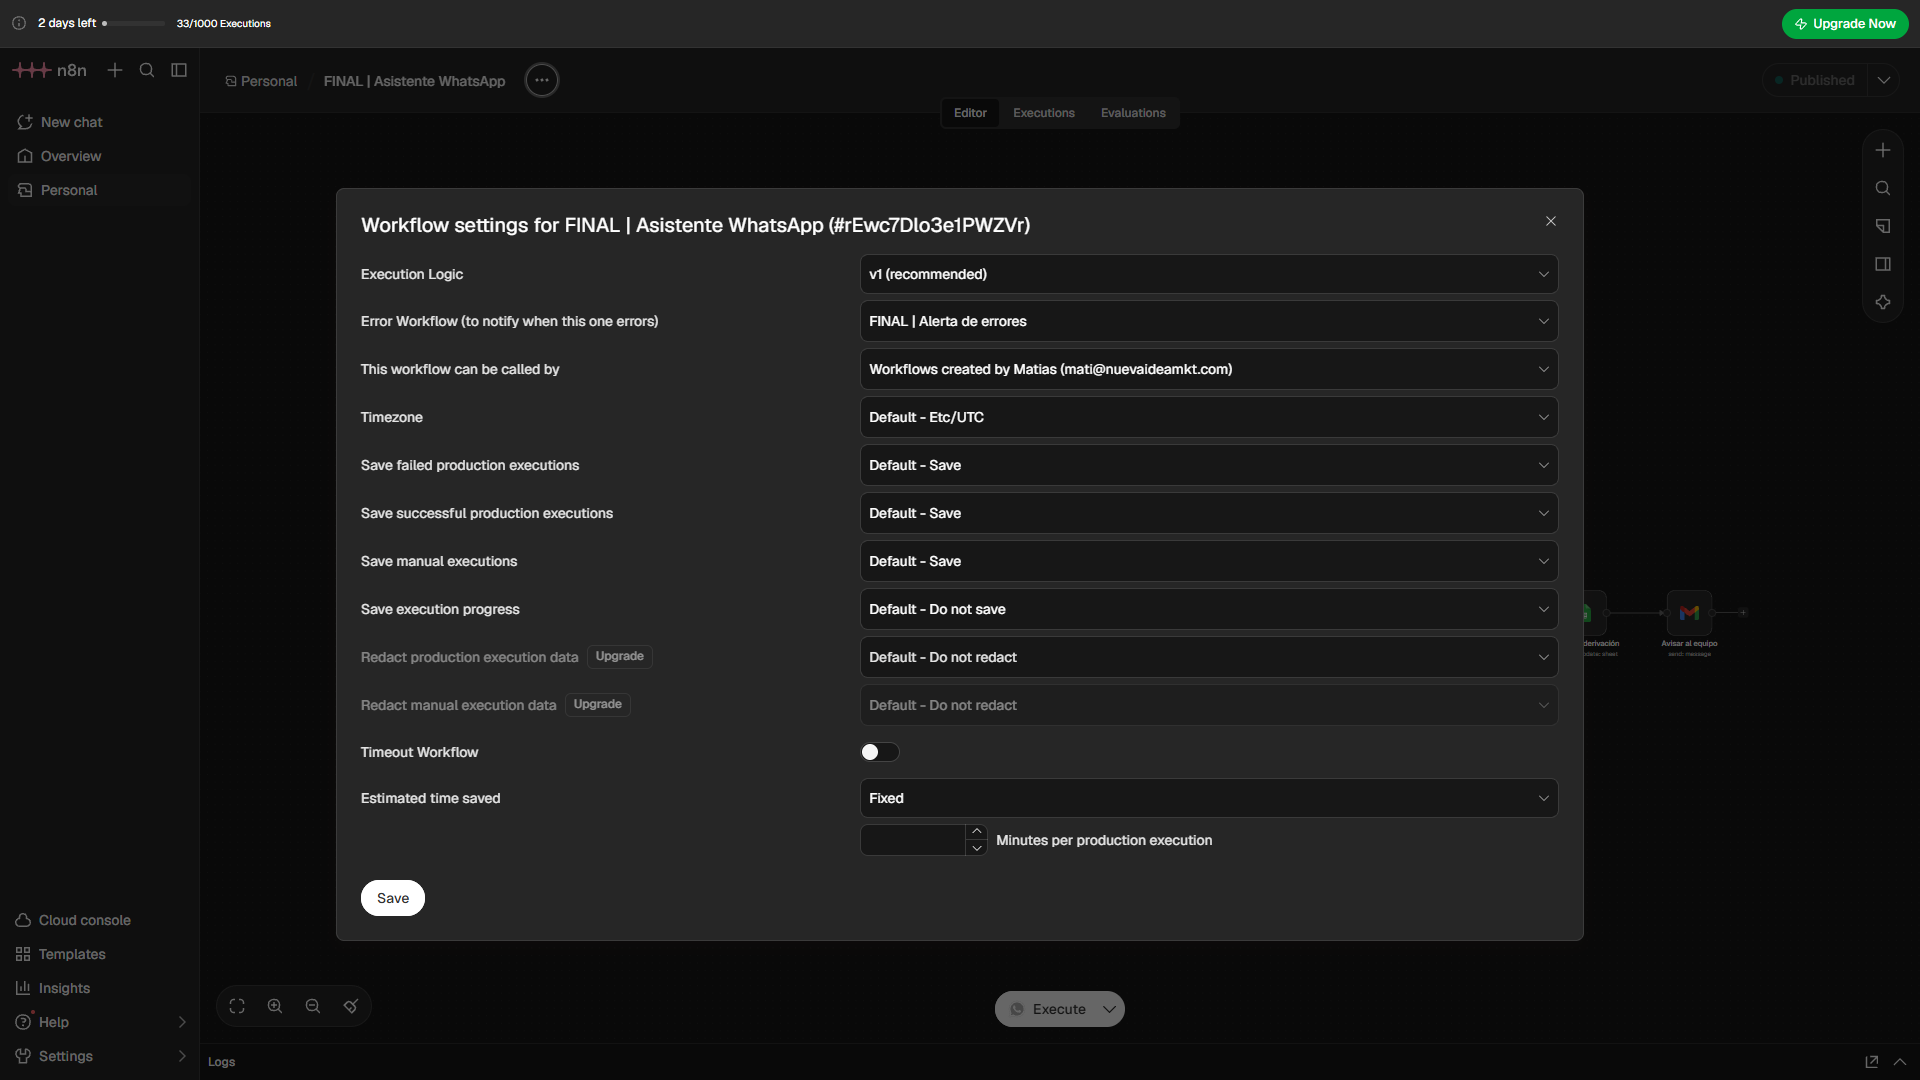 2 days left
33/1000 Executions
Upgrade Now
n8n
Personal
FINAL | Asistente WhatsApp
Published
Editor
Executions
Evaluations
New chat
Overview
Personal
Workflow settings for FINAL | Asistente WhatsApp (#rEwc7Dlo3e1PWZVr)
Execution Logic
v1 (recommended)
Error Workflow (to notify when this one errors)
FINAL | Alerta de errores
This workflow can be called by
Workflows created by Matias (mati@nuevaideamkt.com)
Timezone
Default - Etc/UTC
Save failed production executions
Default - Save
Save successful production executions
Default - Save
Save manual executions
Default - Save
Save execution progress
Default - Do not save
Redact production execution data
Upgrade
Default - Do not redact
Redact manual execution data
Upgrade
Default - Do not redact
Timeout Workflow
Estimated time saved
Fixed
Minutes per production execution
Save
derivación
Avisar al equipo
send: message
Cloud console
Templates
Insights
Help
Settings
Execute
Logs